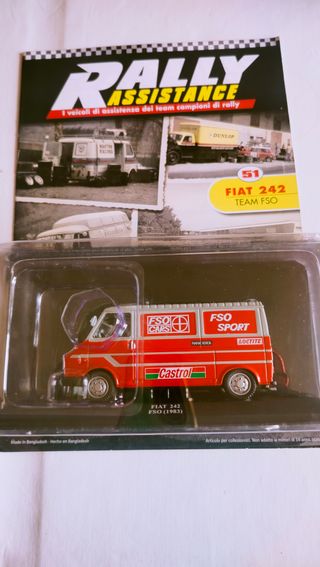 RALLY
ASSISTANCE
I veicoli di assistenza dei team campioni di rally
DUNLOP
51
FIAT 242
TEAM FSO
FSO
CARS
FSO
SPORT
LOCTITE
Castrol
FIAT 242
FSO (1983)
Made in Bangladesh - Hecho en Bangladesh
Articolo per collezionisti. Non adatto ai minori di 14 anni.